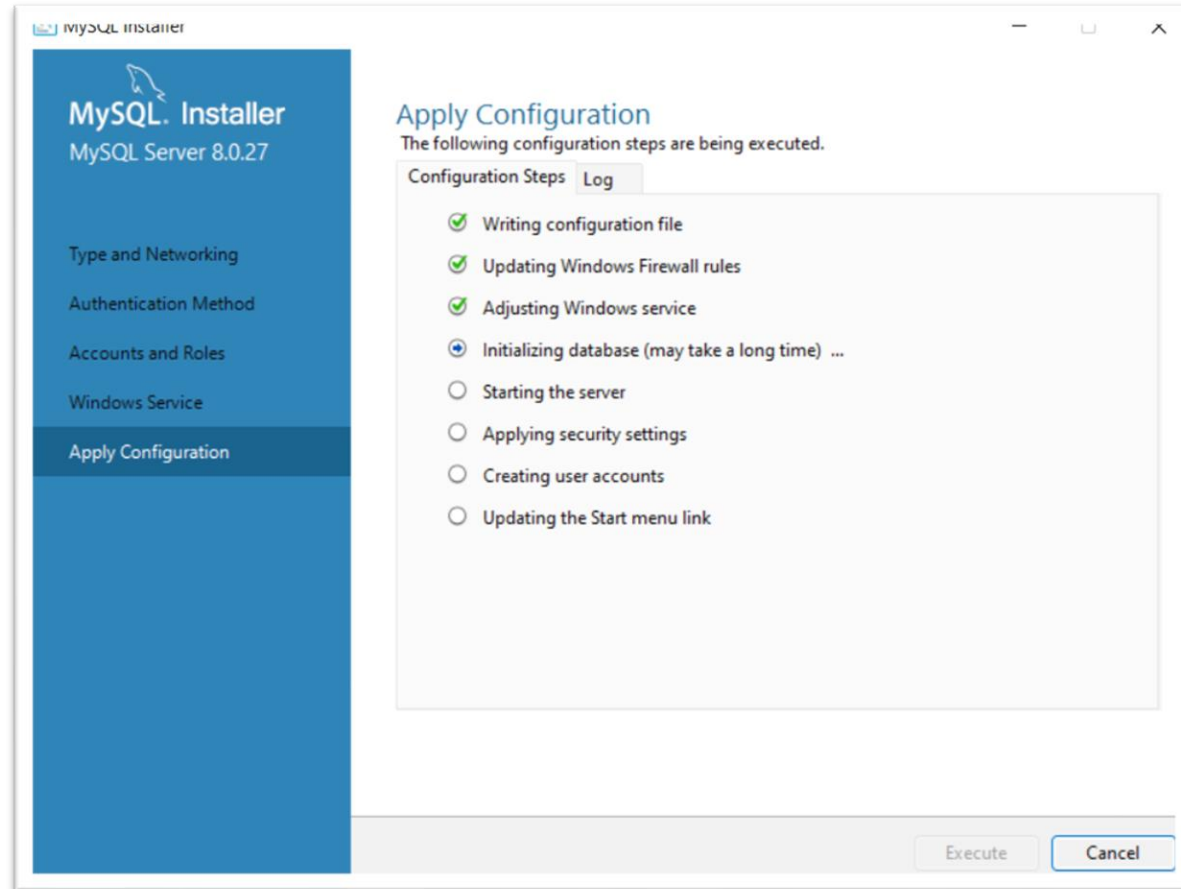 MySQL Installer
MySQL. Installer
MySQL Server 8.0.27
Type and Networking
Authentication Method
Accounts and Roles
Windows Service
Apply Configuration
Apply Configuration
The following configuration steps are being executed.
Configuration Steps Log
Writing configuration file
Updating Windows Firewall rules
Adjusting Windows service
Initializing database (may take a long time) ...
Starting the server
Applying security settings
Creating user accounts
Updating the Start menu link
Execute Cancel